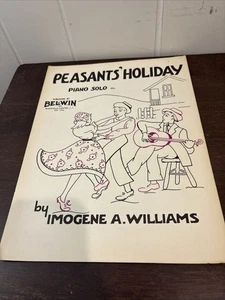 PEASANTS' HOLIDAY
PIANO SOLO
BELWIN
by
IMOGENE A. WILLIAMS